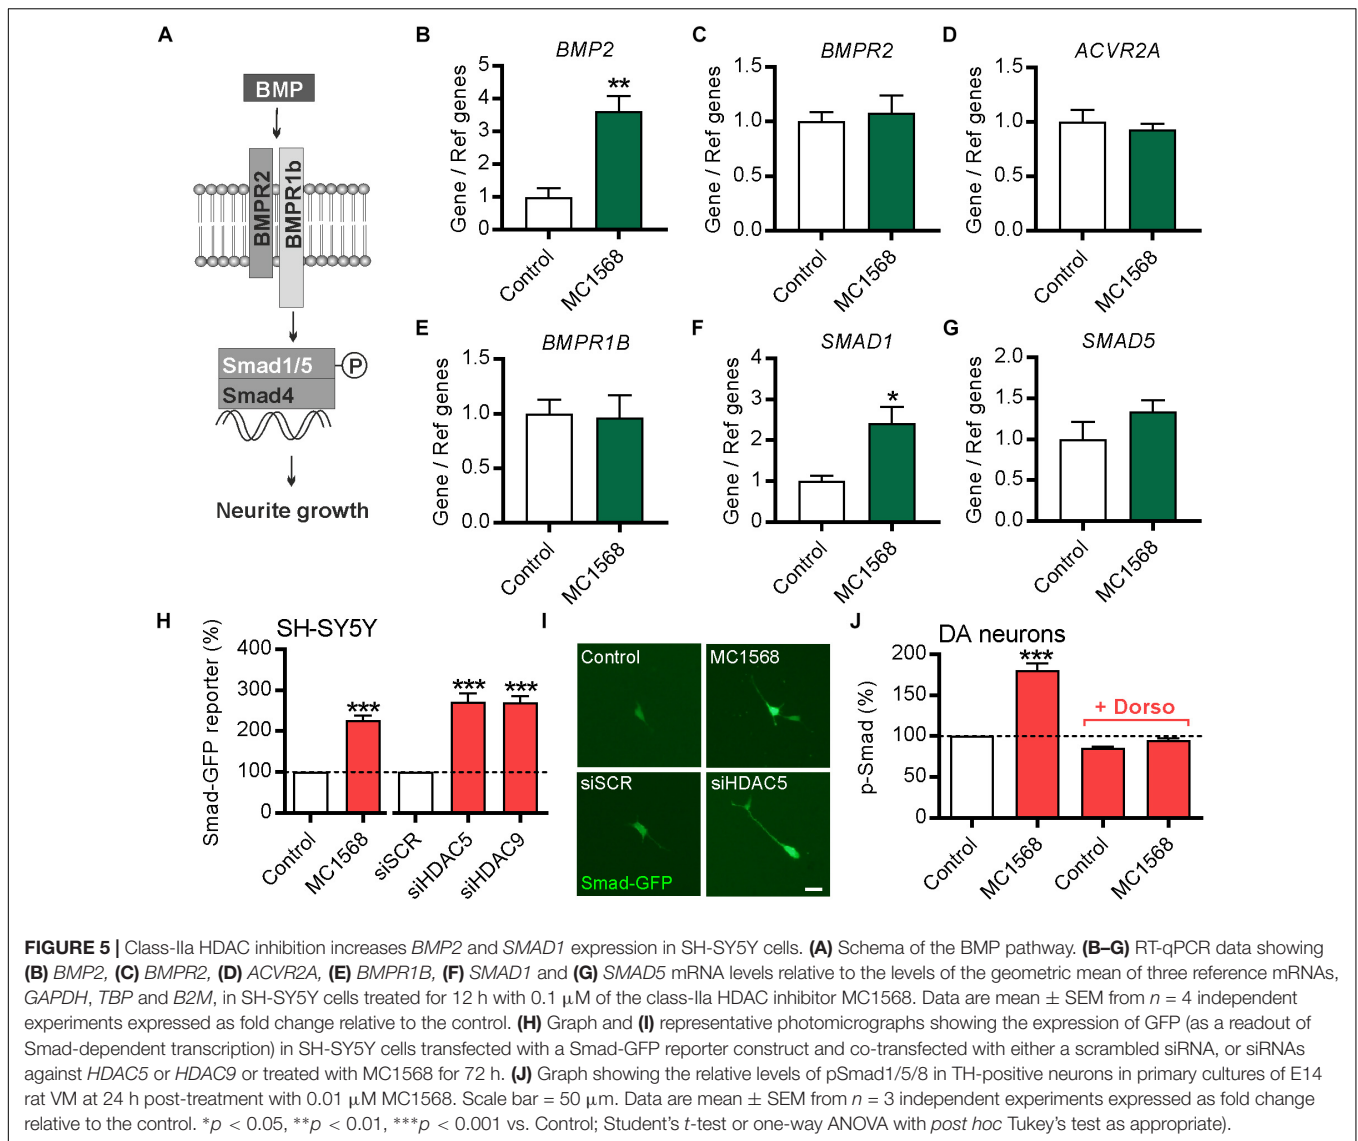 A
BMP
BMPR2
BMPR1b
Smad1/5
P
Smad4
Neurite growth
B
BMP2
Gene / Ref genes
5
4
3
2
1
0
**
Control
MC1568
C
BMPR2
Gene / Ref genes
1.5
1.0
0.5
0.0
Control
MC1568
D
ACVR2A
Gene / Ref genes
1.5
1.0
0.5
0.0
Control
MC1568
E
BMPR1B
Gene / Ref genes
1.5
1.0
0.5
0.0
Control
MC1568
F
SMAD1
Gene / Ref genes
4
3
2
1
0
*
Control
MC1568
G
SMAD5
Gene / Ref genes
2.0
1.5
1.0
0.5
0.0
Control
MC1568
H
SH-SY5Y
Smad-GFP reporter (%)
400
300
200
100
0
***
***
***
Control
MC1568
siSCR
siHDAC5
siHDAC9
I
Control
MC1568
siSCR
siHDAC5
Smad-GFP
J
DA neurons
p-Smad (%)
200
150
100
50
0
***
+ Dorso
Control
MC1568
Control
MC1568
FIGURE 5 | Class-IIa HDAC inhibition increases BMP2 and SMAD1 expression in SH-SY5Y cells. (A) Schema of the BMP pathway. (B–G) RT-qPCR data showing
(B) BMP2, (C) BMPR2, (D) ACVR2A, (E) BMPR1B, (F) SMAD1 and (G) SMAD5 mRNA levels relative to the levels of the geometric mean of three reference mRNAs,
GAPDH, TBP and B2M, in SH-SY5Y cells treated for 12 h with 0.1 μM of the class-IIa HDAC inhibitor MC1568. Data are mean ± SEM from n = 4 independent
experiments expressed as fold change relative to the control. (H) Graph and (I) representative photomicrographs showing the expression of GFP (as a readout of
Smad-dependent transcription) in SH-SY5Y cells transfected with a Smad-GFP reporter construct and co-transfected with either a scrambled siRNA, or siRNAs
against HDAC5 or HDAC9 or treated with MC1568 for 72 h. (J) Graph showing the relative levels of pSmad1/5/8 in TH-positive neurons in primary cultures of E14
rat VM at 24 h post-treatment with 0.01 μM MC1568. Scale bar = 50 μm. Data are mean ± SEM from n = 3 independent experiments expressed as fold change
relative to the control. *p < 0.05, **p < 0.01, ***p < 0.001 vs. Control; Student's t-test or one-way ANOVA with post hoc Tukey's test as appropriate).